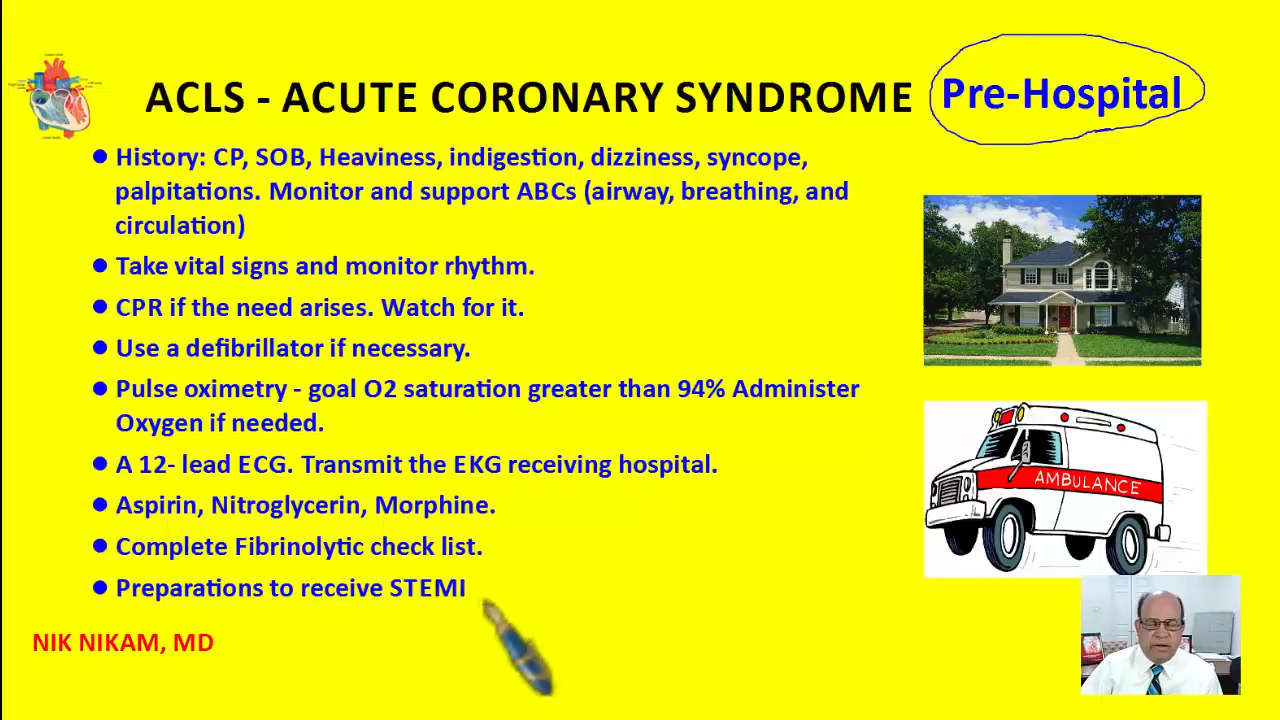 ACLS - ACUTE CORONARY SYNDROME Pre-Hospital
● History: CP, SOB, Heaviness, indigestion, dizziness, syncope,
palpitations. Monitor and support ABCs (airway, breathing, and
circulation)
● Take vital signs and monitor rhythm.
● CPR if the need arises. Watch for it.
● Use a defibrillator if necessary.
● Pulse oximetry - goal O2 saturation greater than 94% Administer
Oxygen if needed.
● A 12- lead ECG. Transmit the EKG receiving hospital.
● Aspirin, Nitroglycerin, Morphine.
● Complete Fibrinolytic check list.
● Preparations to receive STEMI
AMBULANCE
NIK NIKAM, MD